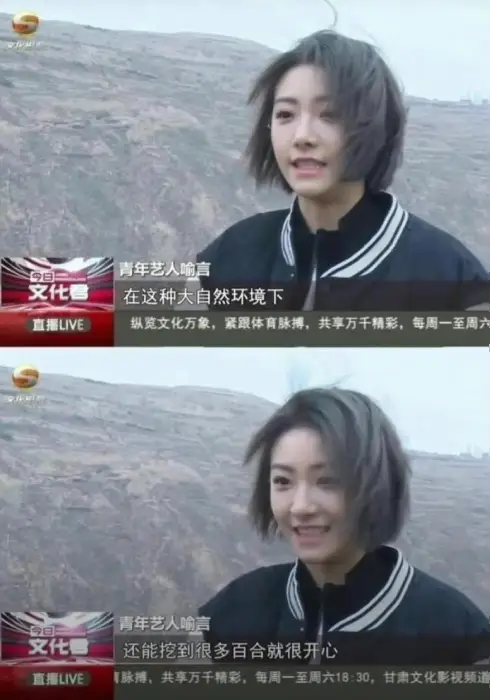 青年艺人喻言
今日
文化君
在这种大自然环境下
直播LIVE
纵览文化万象，紧跟体育脉搏，共享万千精彩，每周一至周六
青年艺人喻言
今日
文化君
还能挖到很多百合就很开心
直播LIVE
脉搏，共享万千精彩，每周一至周六18:30，甘肃文化影视频道